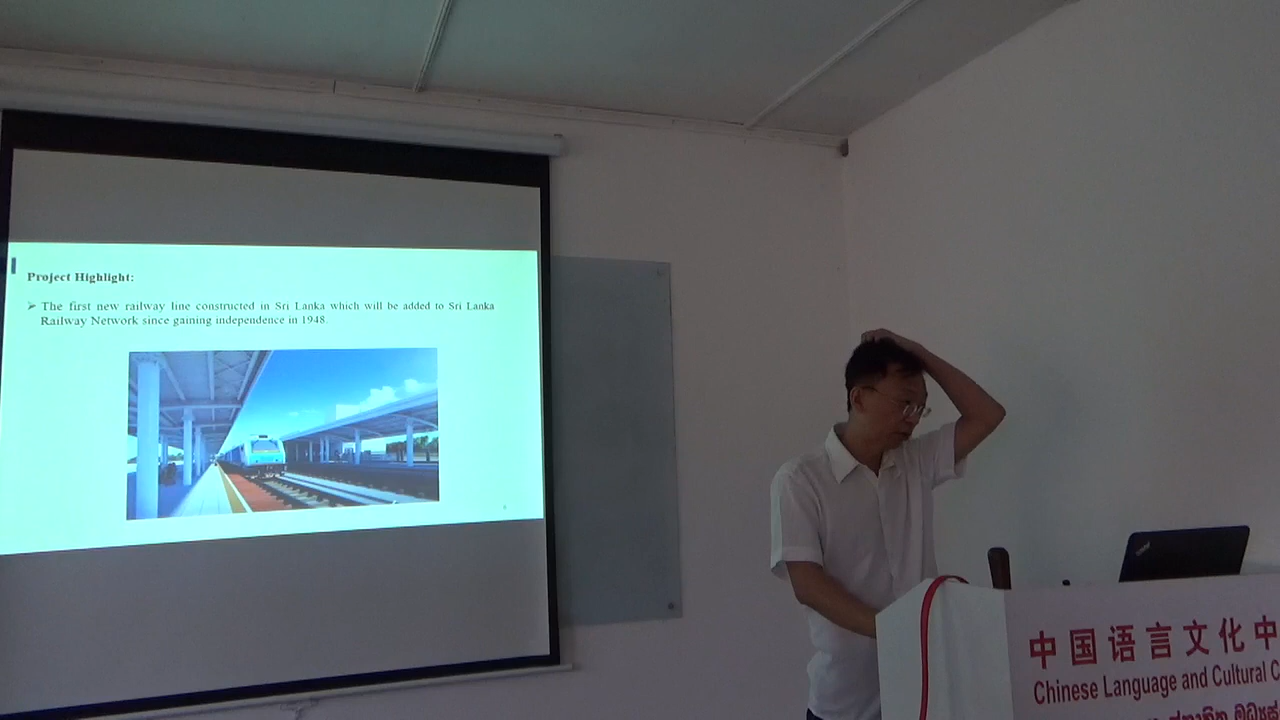 Project Highlight:
➢ The first new railway line constructed in Sri Lanka which will be added to Sri Lanka
Railway Network since gaining independence in 1948.
中国语言文化中
Chinese Language and Cultural C